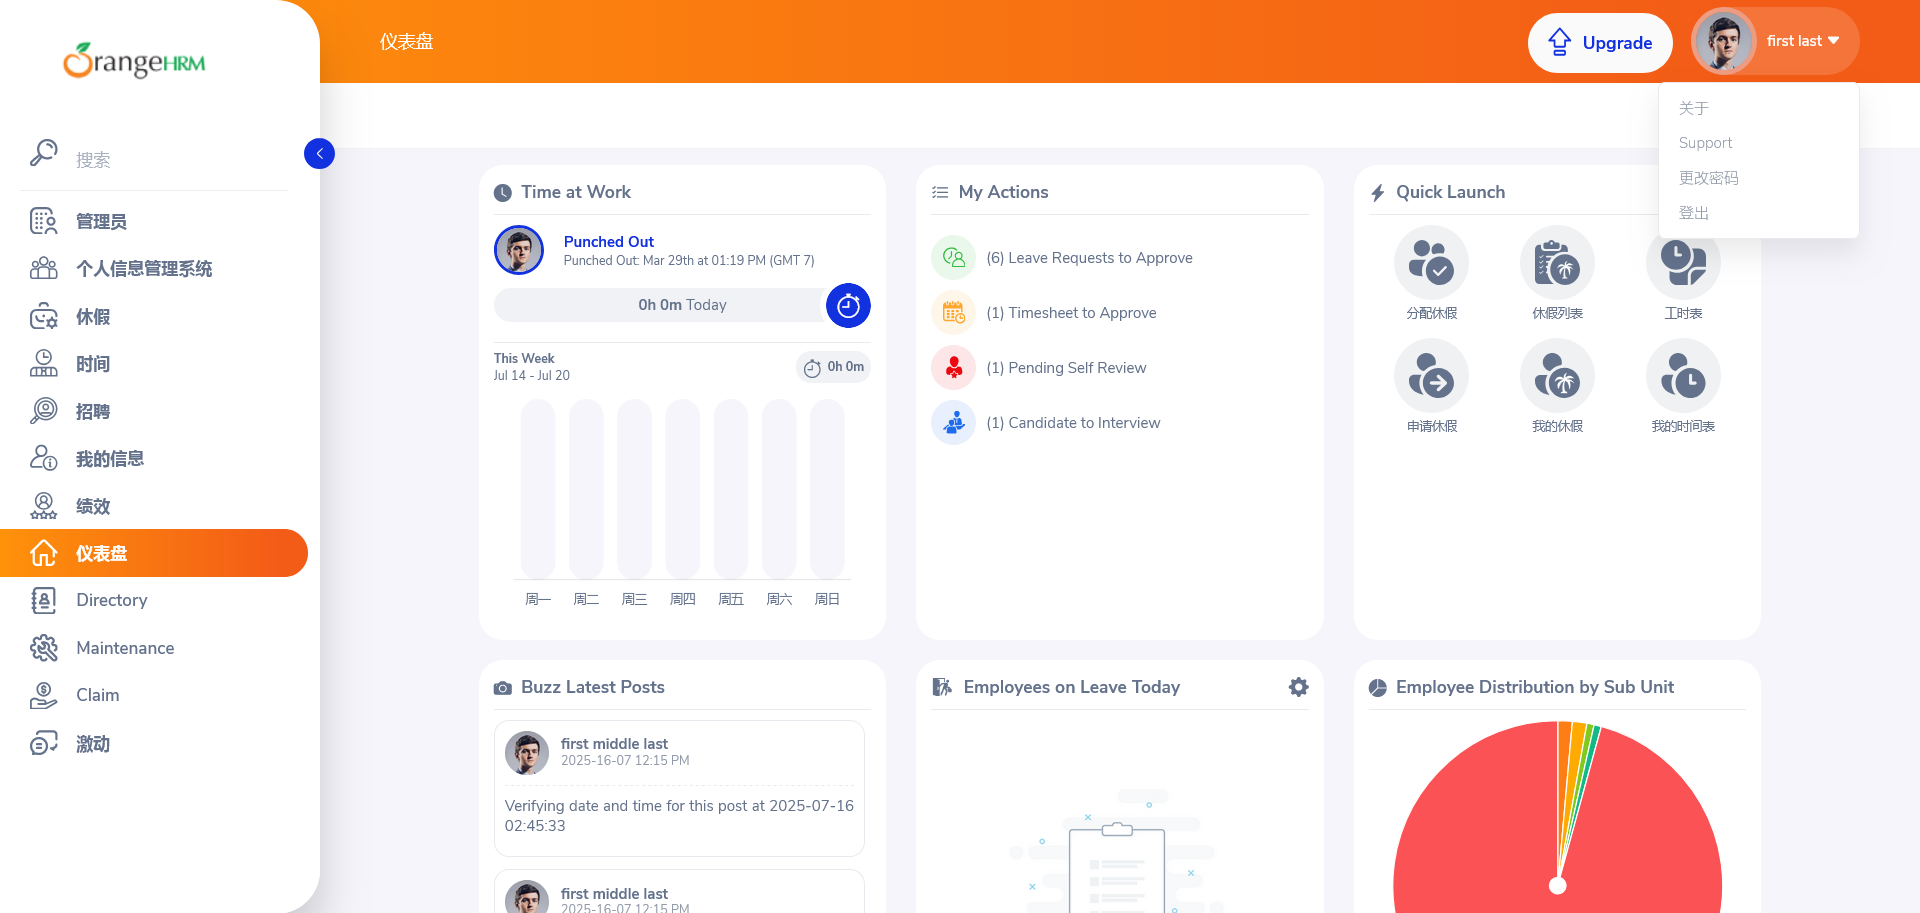 OrangeHRM
搜索
管理员
个人信息管理系统
休假
时间
招聘
我的信息
绩效
仪表盘
Directory
Maintenance
Claim
激动
仪表盘
Upgrade
first last
关于
Support
更改密码
登出
Time at Work
Punched Out
Punched Out: Mar 29th at 01:19 PM (GMT 7)
0h 0m Today
This Week
Jul 14 - Jul 20
0h 0m
周一 周二 周三 周四 周五 周六 周日
My Actions
(6) Leave Requests to Approve
(1) Timesheet to Approve
(1) Pending Self Review
(1) Candidate to Interview
Quick Launch
分配休假 休假列表 工时表
申请休假 我的休假 我的时间表
Buzz Latest Posts
first middle last
2025-16-07 12:15 PM
Verifying date and time for this post at 2025-07-16
02:45:33
first middle last
2025-16-07 12:15 PM
Employees on Leave Today
Employee Distribution by Sub Unit